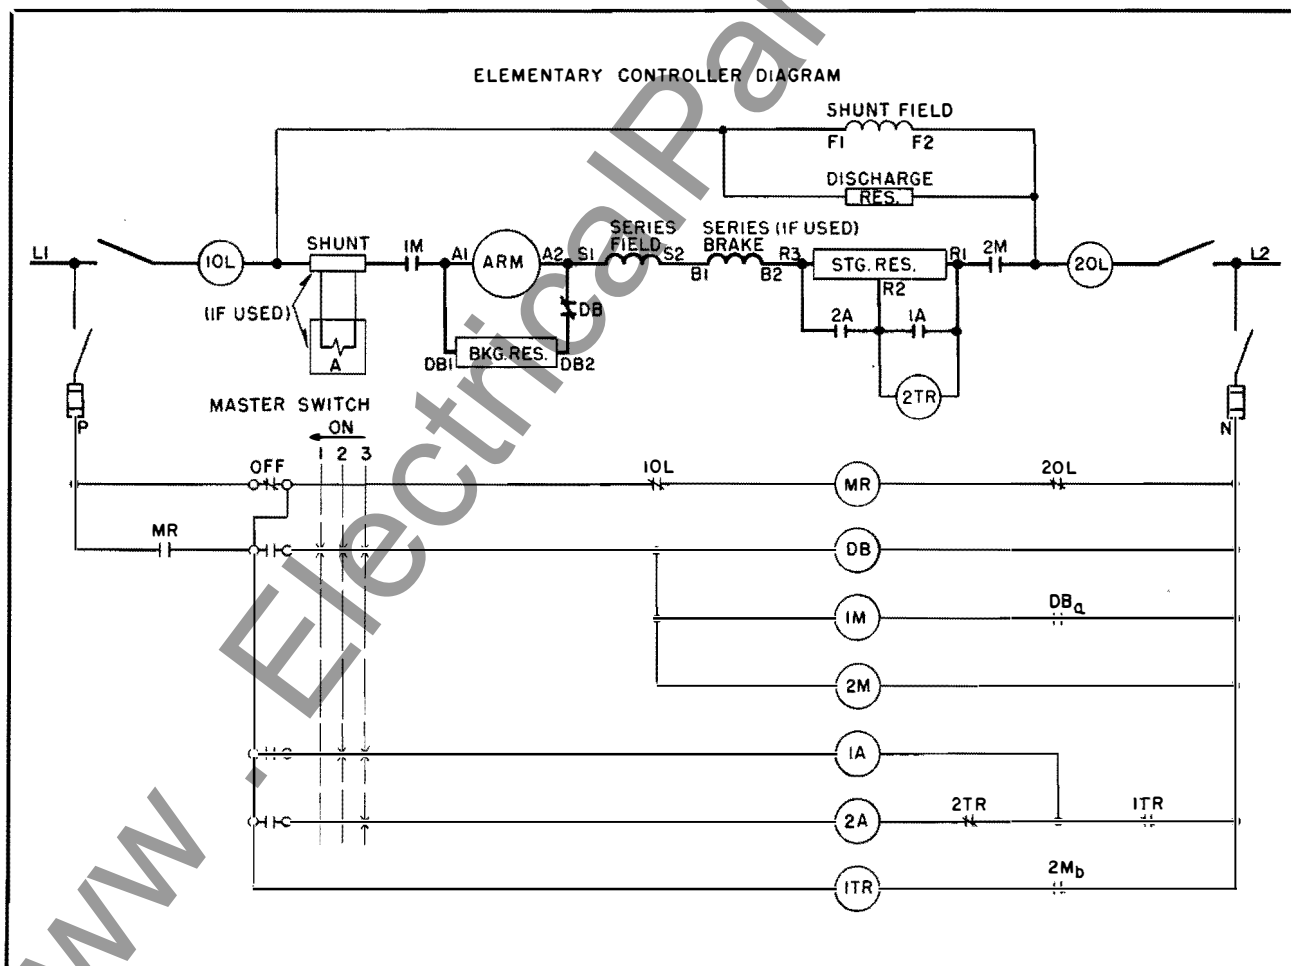 ELEMENTARY CONTROLLER DIAGRAM
SHUNT FIELD
F1 F2
DISCHARGE
RES.
L1
1OL
SHUNT
1M
A1
ARM
A2
S1
SERIES
FIELD
S2
SERIES (IF USED)
BRAKE
B1
B2
R3
STG. RES.
R1
R2
2M
2OL
L2
(IF USED)
A
DB
DB1
BKG. RES.
DB2
2A
1A
2TR
P
N
MASTER SWITCH
ON
1 2 3
OFF
1OL
MR
2OL
MR
DB
1M
DBa
2M
1A
2A
2TR
1TR
1TR
2Mb
www.ElectricalPar